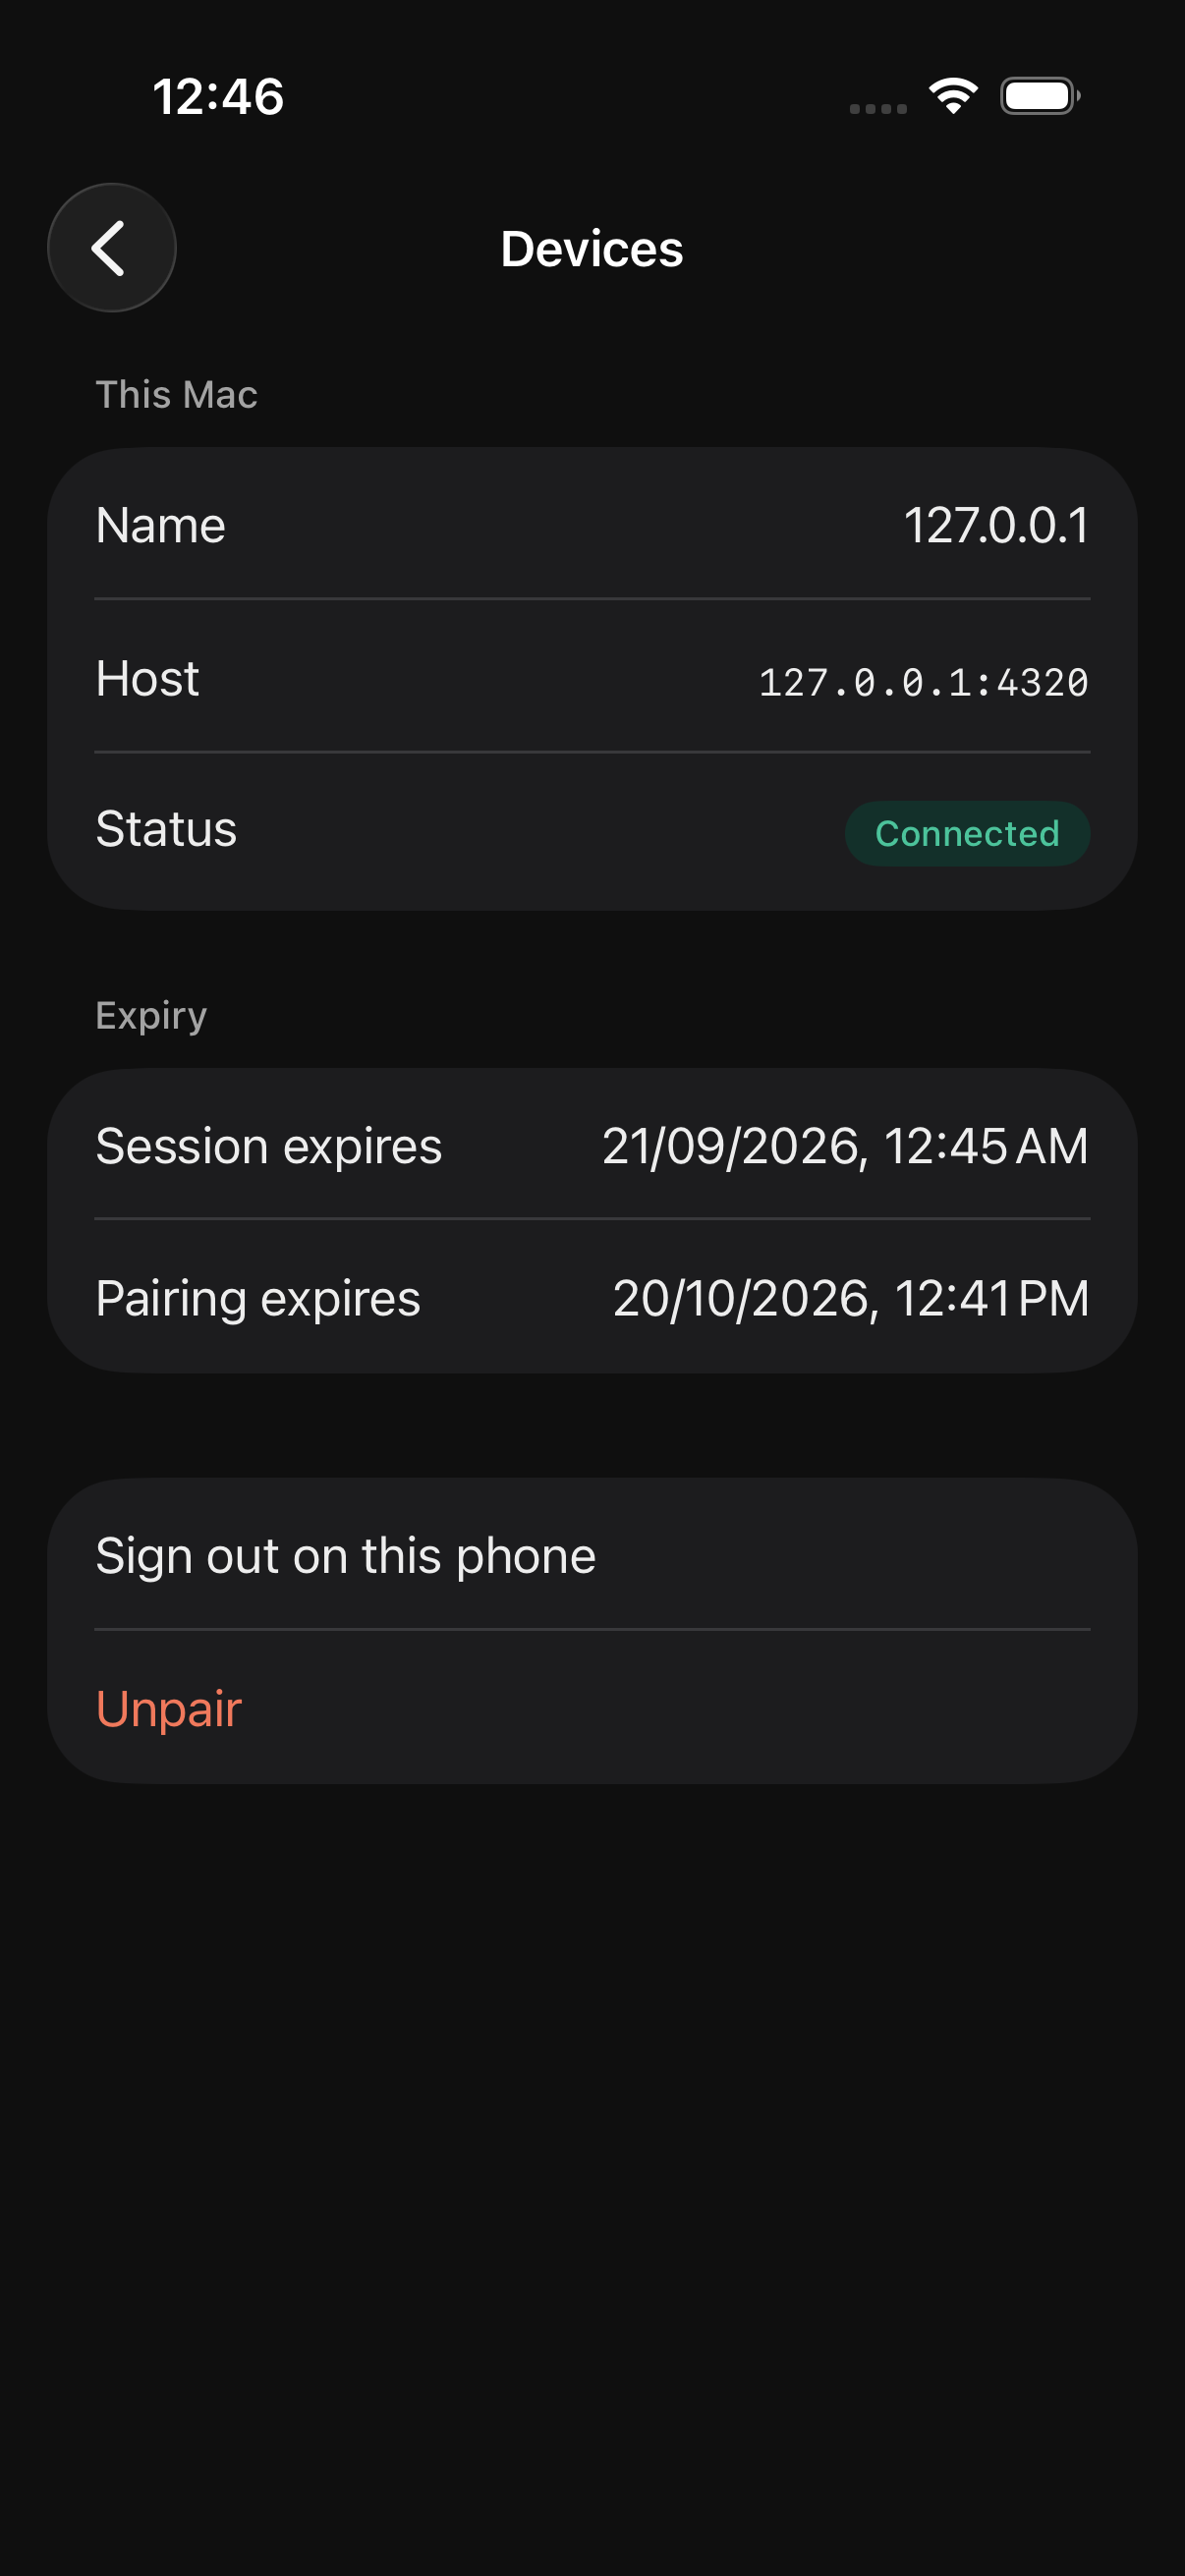 12:46
Devices
This Mac
Name 127.0.0.1
Host 127.0.0.1:4320
Status Connected
Expiry
Session expires 21/09/2026, 12:45 AM
Pairing expires 20/10/2026, 12:41 PM
Sign out on this phone
Unpair